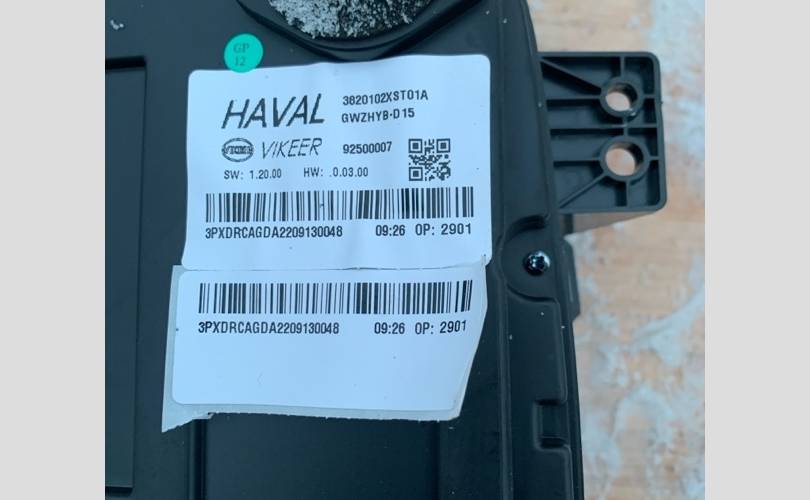 GP
12
HAVAL
3820102XST01A
GWZHYB-D15
VIKEER
92500007
SW: 1.20.00 HW: .0.03.00
3PXDRCAGDA2209130048 09:26 OP: 2901
3PXDRCAGDA2209130048 09:26 OP: 2901